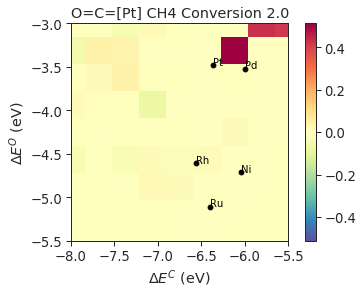 O=C=[Pt] CH4 Conversion 2.0
−3.0
−3.5
−4.0
−4.5
−5.0
−5.5
ΔE^O (eV)
Pt
Pd
Rh
Ni
Ru
−8.0 −7.5 −7.0 −6.5 −6.0 −5.5
ΔE^C (eV)
0.4
0.2
0.0
−0.2
−0.4